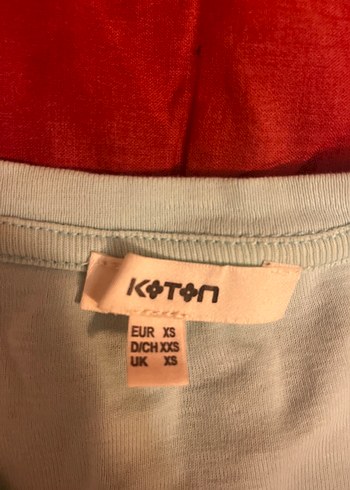 KOTON
EUR XS
D/CH XXS
UK XS